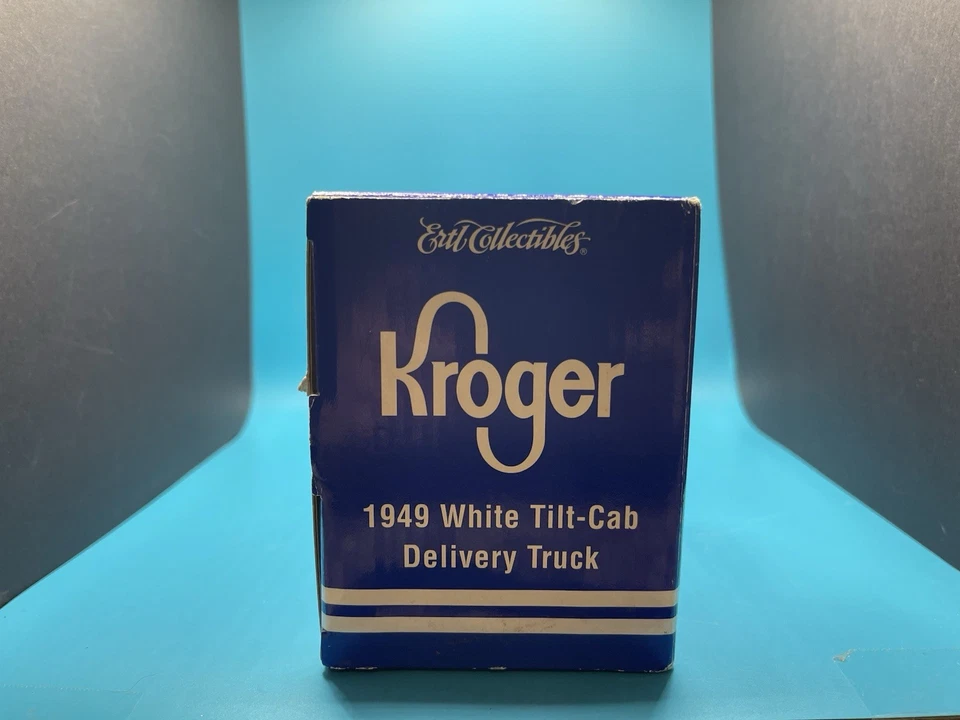 Ertl Collectibles®
Kroger
1949 White Tilt-Cab
Delivery Truck